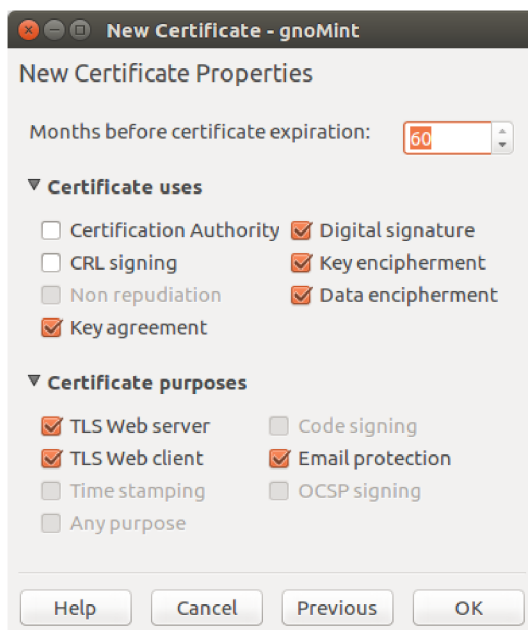 New Certificate - gnoMint
New Certificate Properties
Months before certificate expiration: 60
Certificate uses
Certification Authority Digital signature
CRL signing Key encipherment
Non repudiation Data encipherment
Key agreement
Certificate purposes
TLS Web server Code signing
TLS Web client Email protection
Time stamping OCSP signing
Any purpose
Help Cancel Previous OK